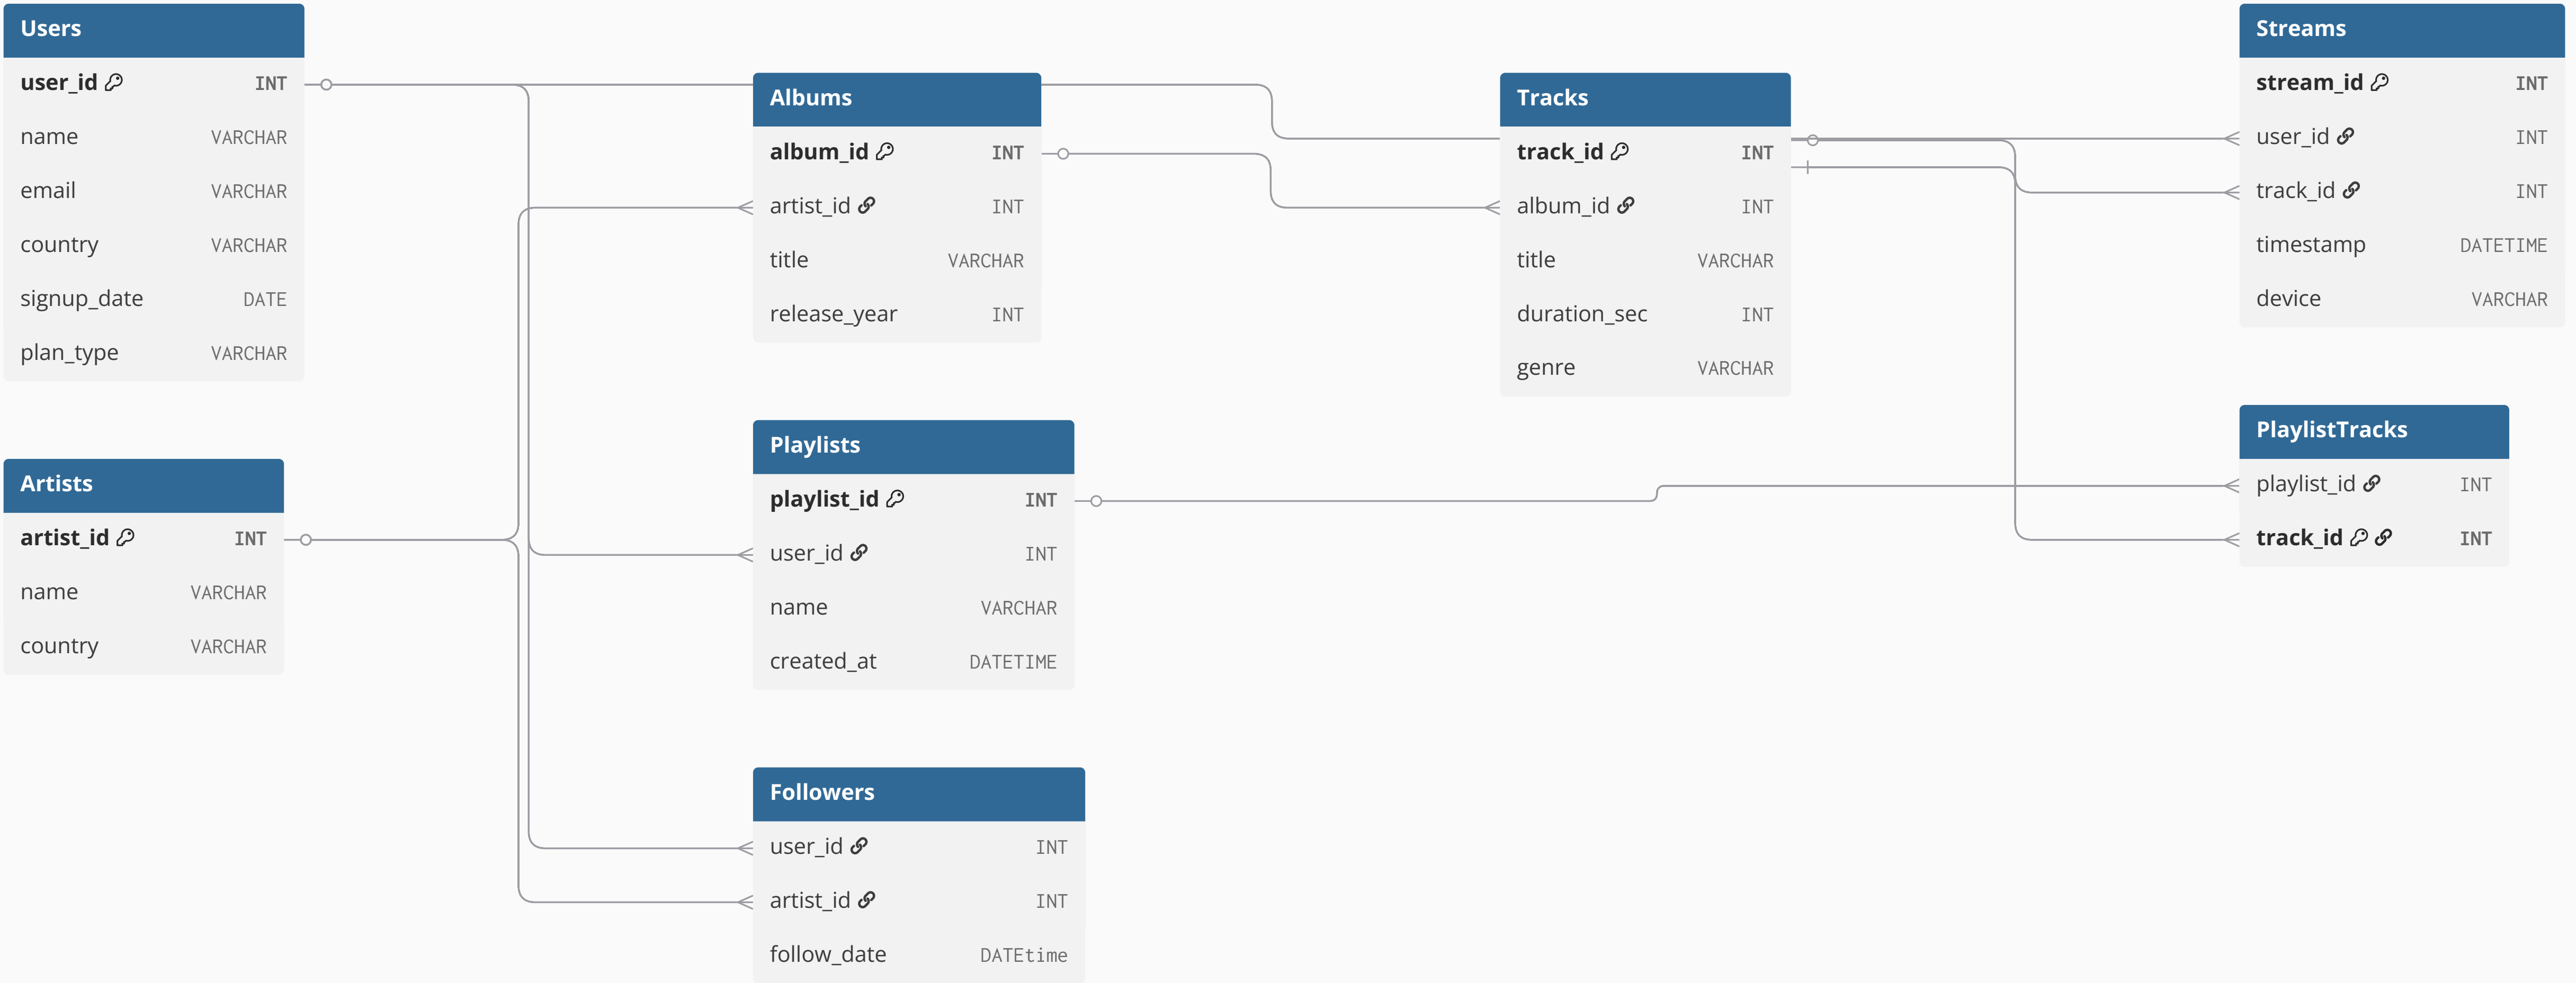 Users
user_id INT
name VARCHAR
email VARCHAR
country VARCHAR
signup_date DATE
plan_type VARCHAR
Artists
artist_id INT
name VARCHAR
country VARCHAR
Albums
album_id INT
artist_id INT
title VARCHAR
release_year INT
Playlists
playlist_id INT
user_id INT
name VARCHAR
created_at DATETIME
Followers
user_id INT
artist_id INT
follow_date DATEtime
Tracks
track_id INT
album_id INT
title VARCHAR
duration_sec INT
genre VARCHAR
Streams
stream_id INT
user_id INT
track_id INT
timestamp DATETIME
device VARCHAR
PlaylistTracks
playlist_id INT
track_id INT